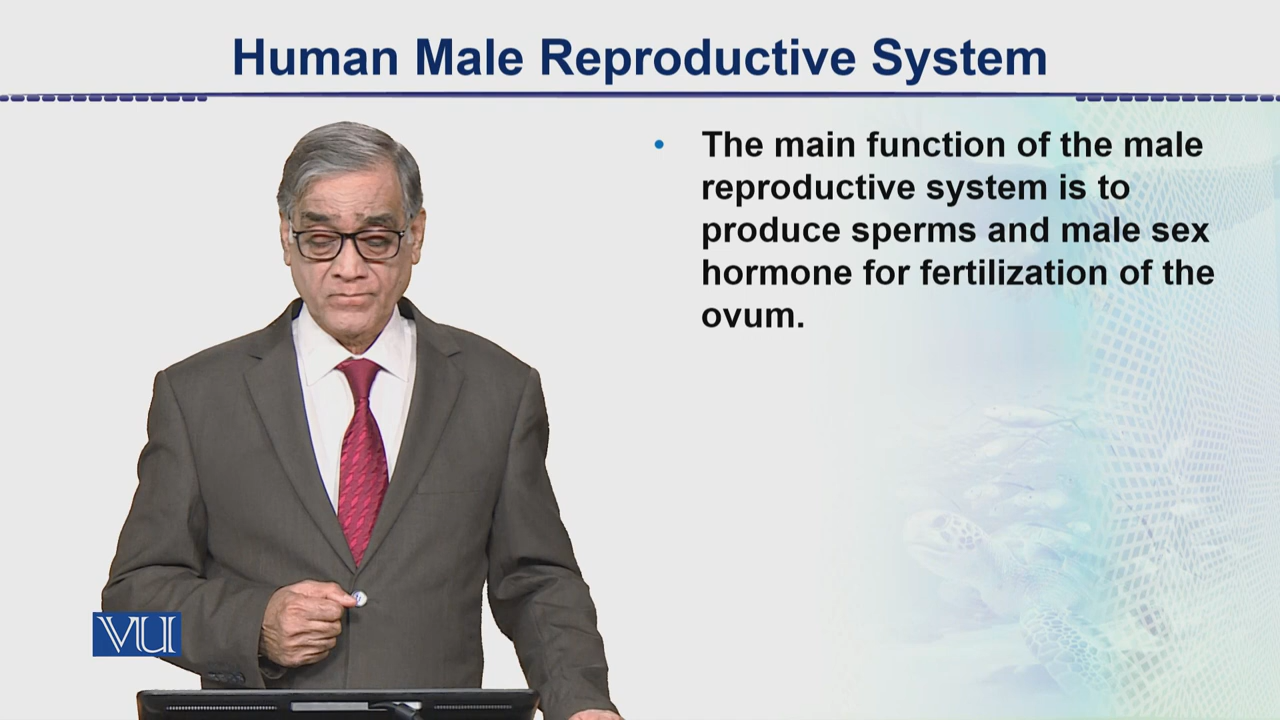 Human Male Reproductive System
• The main function of the male
reproductive system is to
produce sperms and male sex
hormone for fertilization of the
ovum.
VU